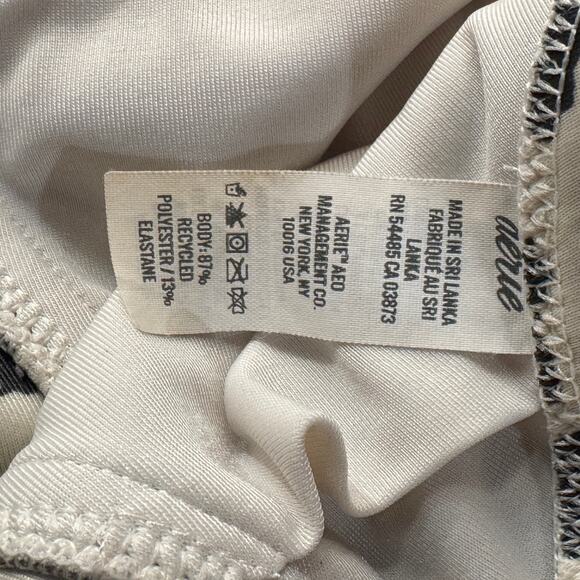 aerie
MADE IN SRI LANKA
FABRIQUÉ AU SRI
LANKA
RN 54485 CA 03873
AERIE™ AEO
MANAGEMENT CO.
NEW YORK, NY
10016 USA
BODY: 87%
RECYCLED
POLYESTER / 13%
ELASTANE